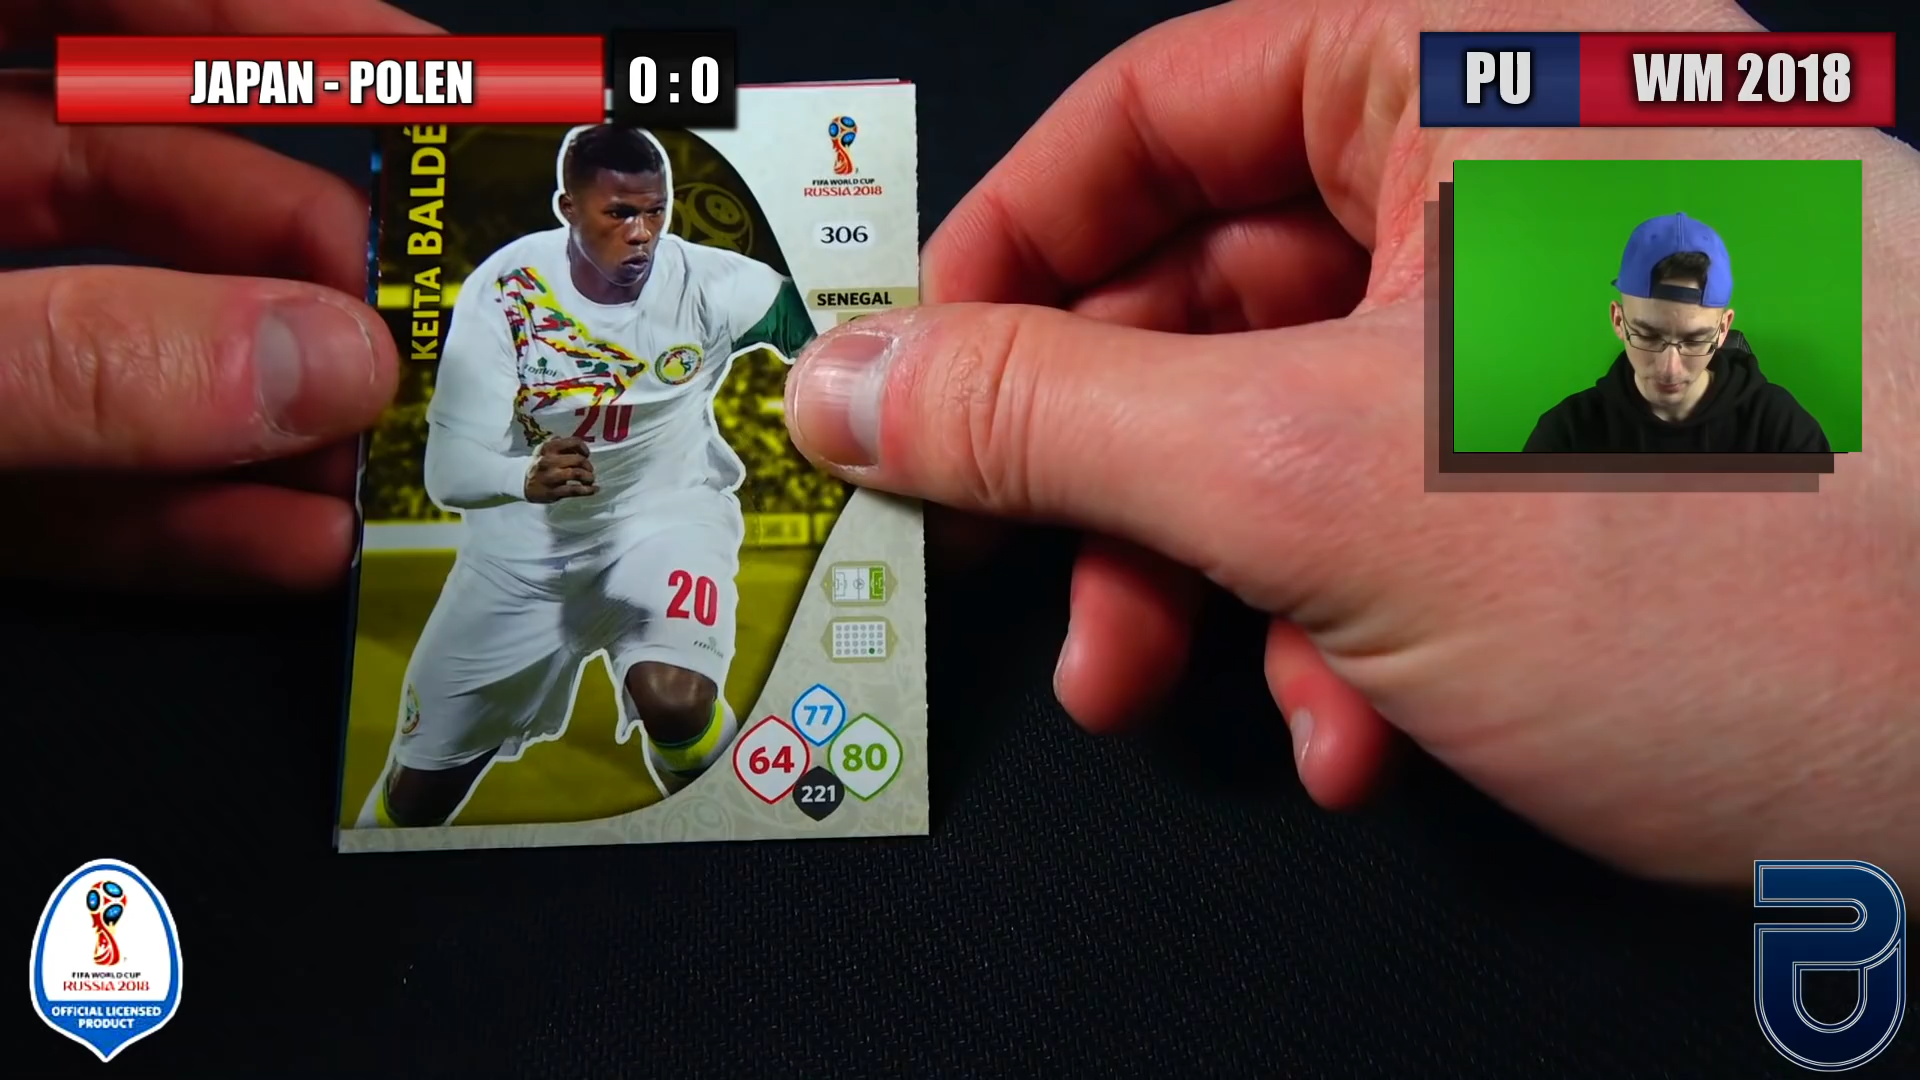 JAPAN - POLEN
0 : 0
PU
WM 2018
KEITA BALDÉ
FIFA WORLD CUP
RUSSIA 2018
306
SENEGAL
romai
20
20
77
64
80
221
FIFA WORLD CUP
RUSSIA 2018
OFFICIAL LICENSED
PRODUCT